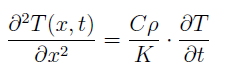 ∂²T(x, t)/∂x² = Cρ/K · ∂T/∂t